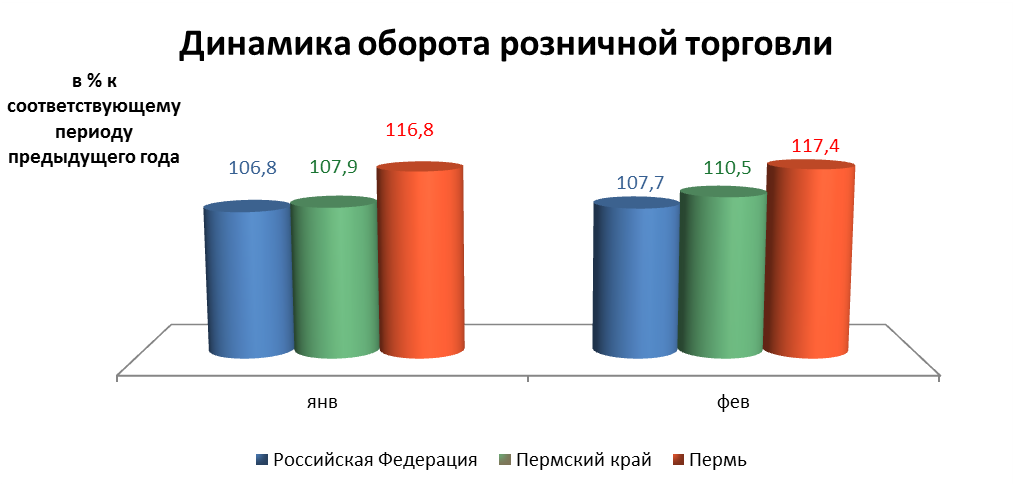 Динамика оборота розничной торговли
в % к
соответствующему
периоду
предыдущего года
106,8
107,9
116,8
107,7
110,5
117,4
янв
фев
Российская Федерация
Пермский край
Пермь